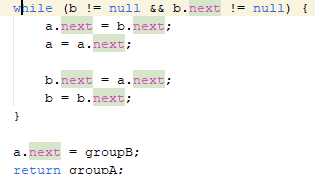 while (b != null && b.next != null) {
a.next = b.next;
a = a.next;
b.next = a.next;
b = b.next;
}
a.next = groupB;
return groupA;